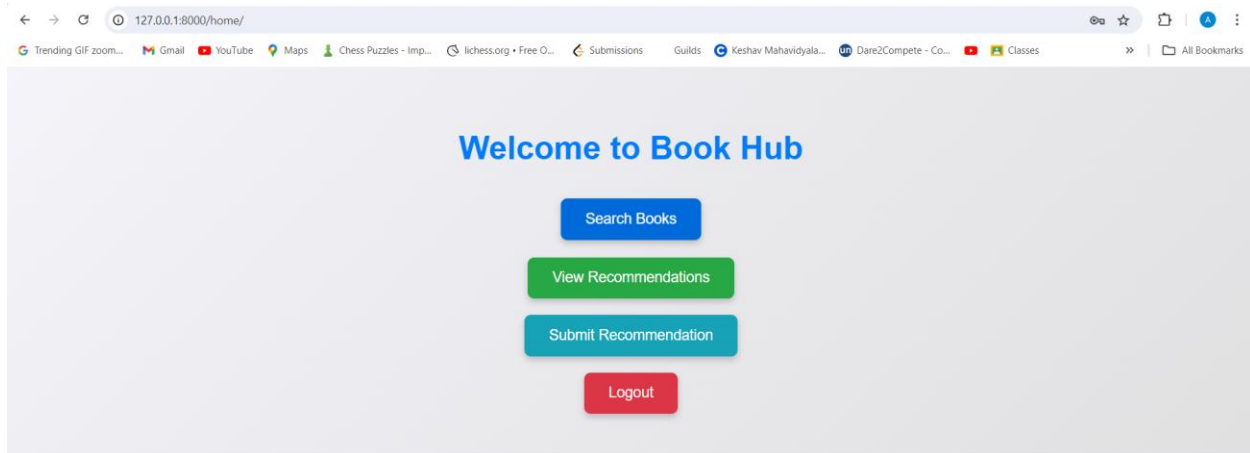 127.0.0.1:8000/home/
A
Trending GIF zoom... Gmail YouTube Maps Chess Puzzles - Imp... lichess.org • Free O... Submissions Guilds Keshav Mahavidyala... Dare2Compete - Co... Classes » All Bookmarks
Welcome to Book Hub
Search Books
View Recommendations
Submit Recommendation
Logout